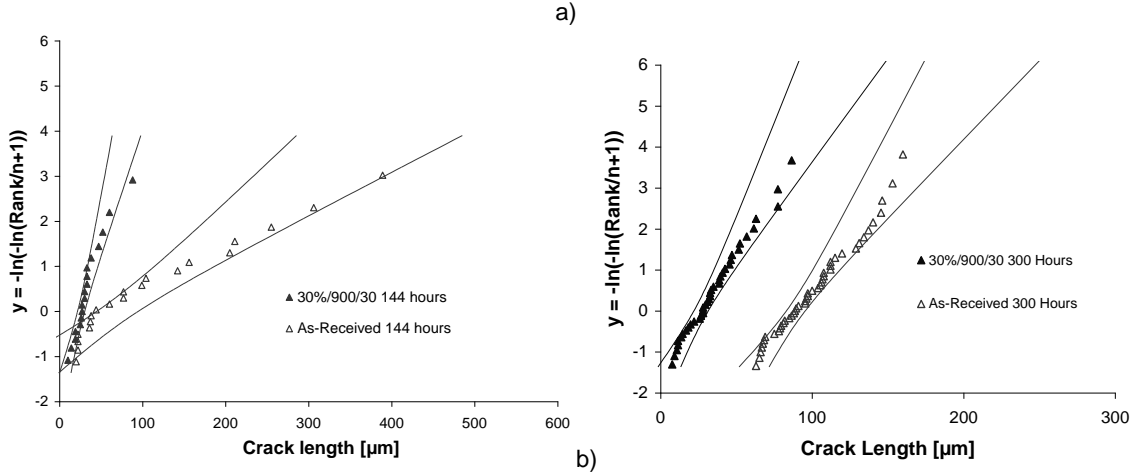 a)
6
5
4
3
2
1
0
-1
-2
y = -ln(-ln(Rank/n+1))
0 100 200 300 400 500 600
Crack length [µm]
30%/900/30 144 hours
As-Received 144 hours
6
5
4
3
2
1
0
-1
-2
y = -ln(-ln(Rank/n+1))
0 100 200 300
Crack Length [µm]
30%/900/30 300 Hours
As-Received 300 Hours
b)